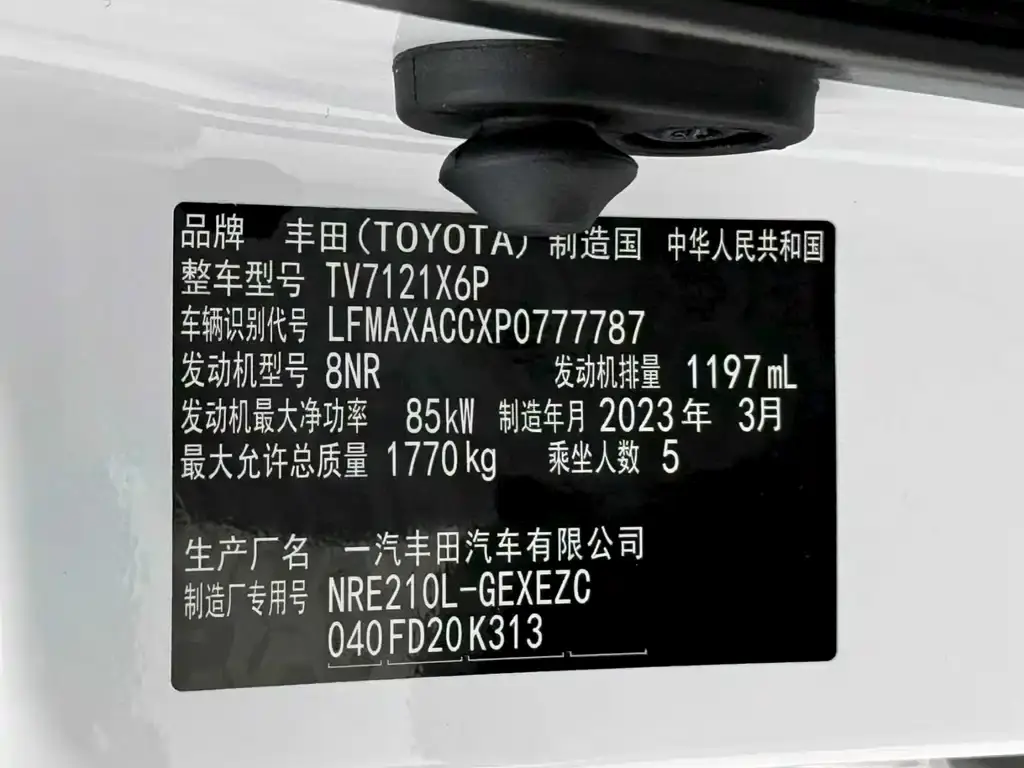 品牌 丰田(TOYOTA) 制造国 中华人民共和国
整车型号 TV7121X6P
车辆识别代号 LFMAXACCXP0777787
发动机型号 8NR 发动机排量 1197mL
发动机最大净功率 85kW 制造年月 2023年 3月
最大允许总质量 1770kg 乘坐人数 5
生产厂名 一汽丰田汽车有限公司
制造厂专用号 NRE210L-GEXEZC
040 FD20 K313